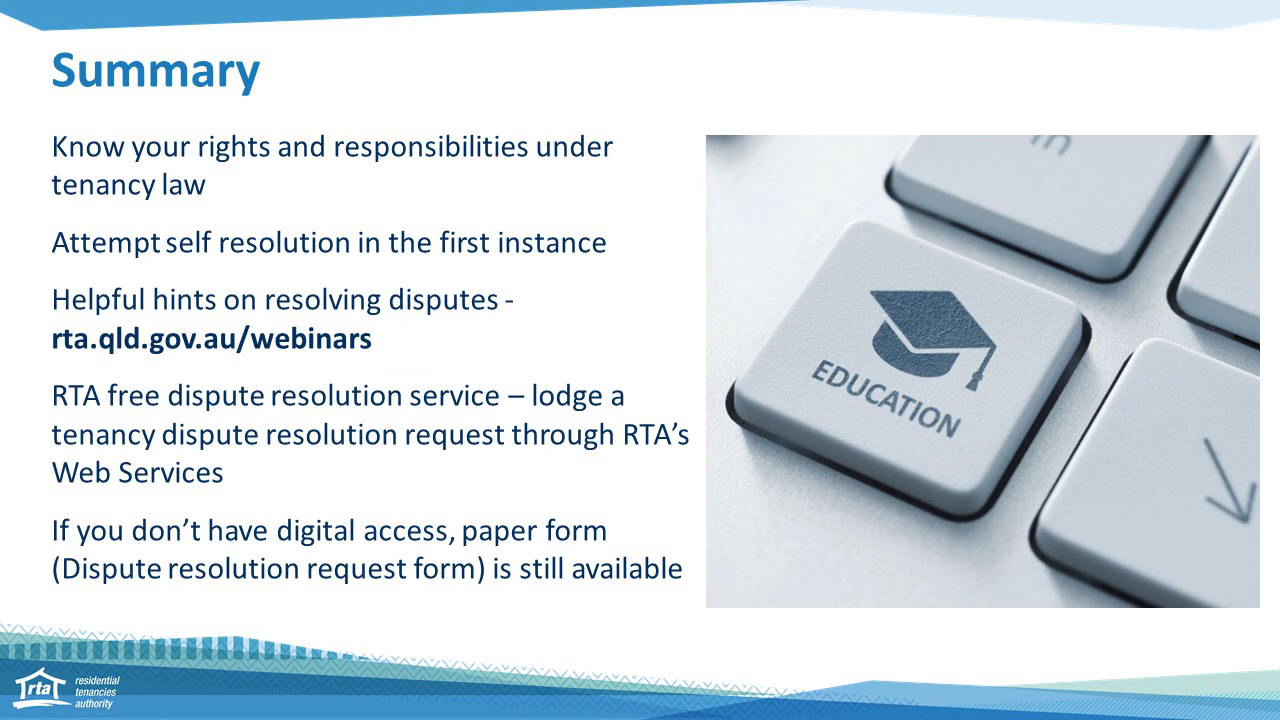 Summary
Know your rights and responsibilities under
tenancy law
Attempt self resolution in the first instance
Helpful hints on resolving disputes -
rta.qld.gov.au/webinars
RTA free dispute resolution service – lodge a
tenancy dispute resolution request through RTA’s
Web Services
If you don’t have digital access, paper form
(Dispute resolution request form) is still available
EDUCATION
rta
residential
tenancies
authority